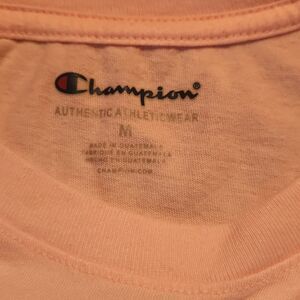 Champion®
AUTHENTIC ATHLETICWEAR
M
MADE IN GUATEMALA
FABRIQUÉ EN GUATEMALA
HECHO EN GUATEMALA
CHAMPION.COM